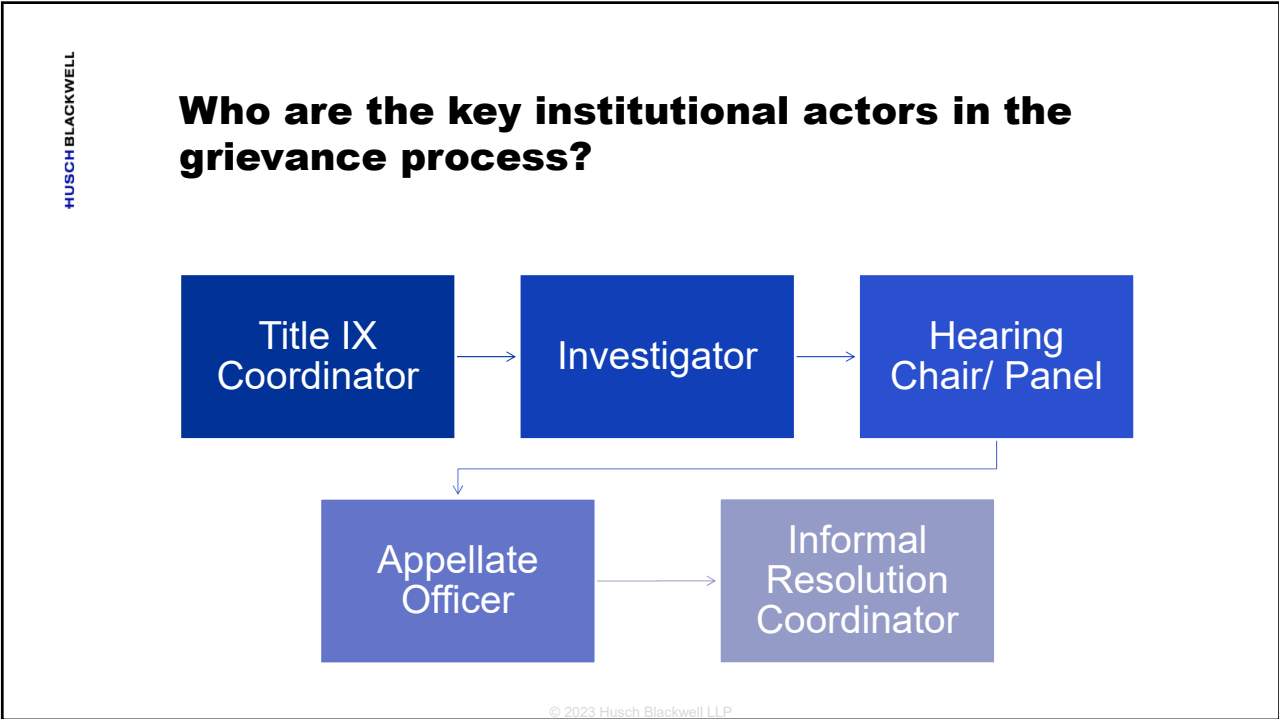 HUSCH BLACKWELL
Who are the key institutional actors in the
grievance process?
Title IX
Coordinator
Investigator
Hearing
Chair/ Panel
Appellate
Officer
Informal
Resolution
Coordinator
© 2023 Husch Blackwell LLP